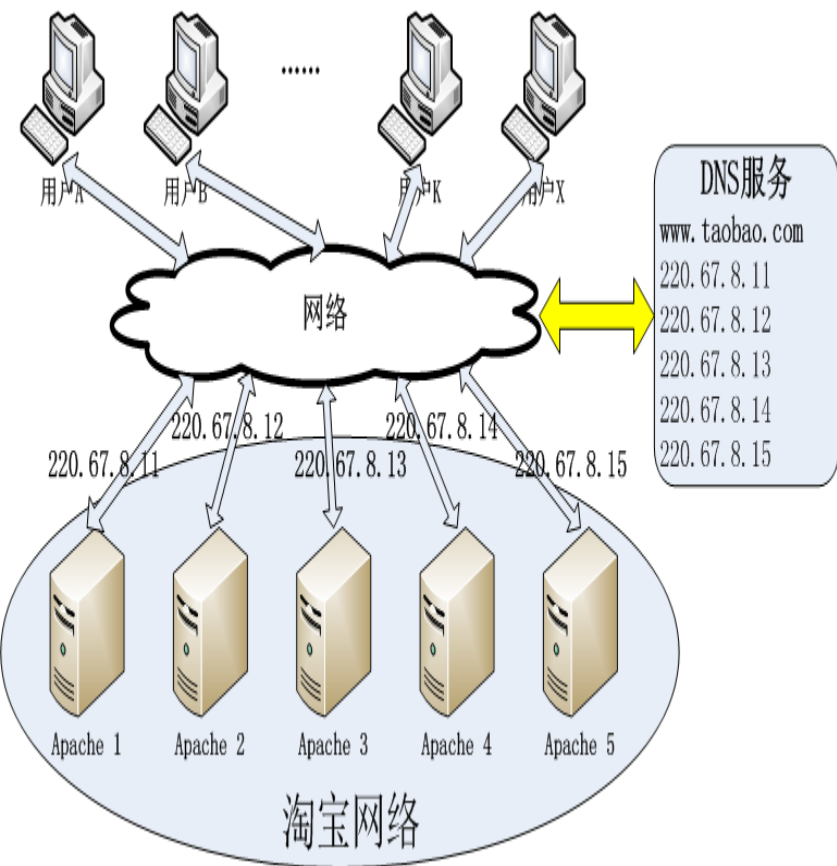 ······
用户A
用户B
用户K
用户X
DNS服务
www.taobao.com
220.67.8.11
220.67.8.12
220.67.8.13
220.67.8.14
220.67.8.15
网络
220.67.8.12
220.67.8.14
220.67.8.11
220.67.8.13
220.67.8.15
Apache 1
Apache 2
Apache 3
Apache 4
Apache 5
淘宝网络